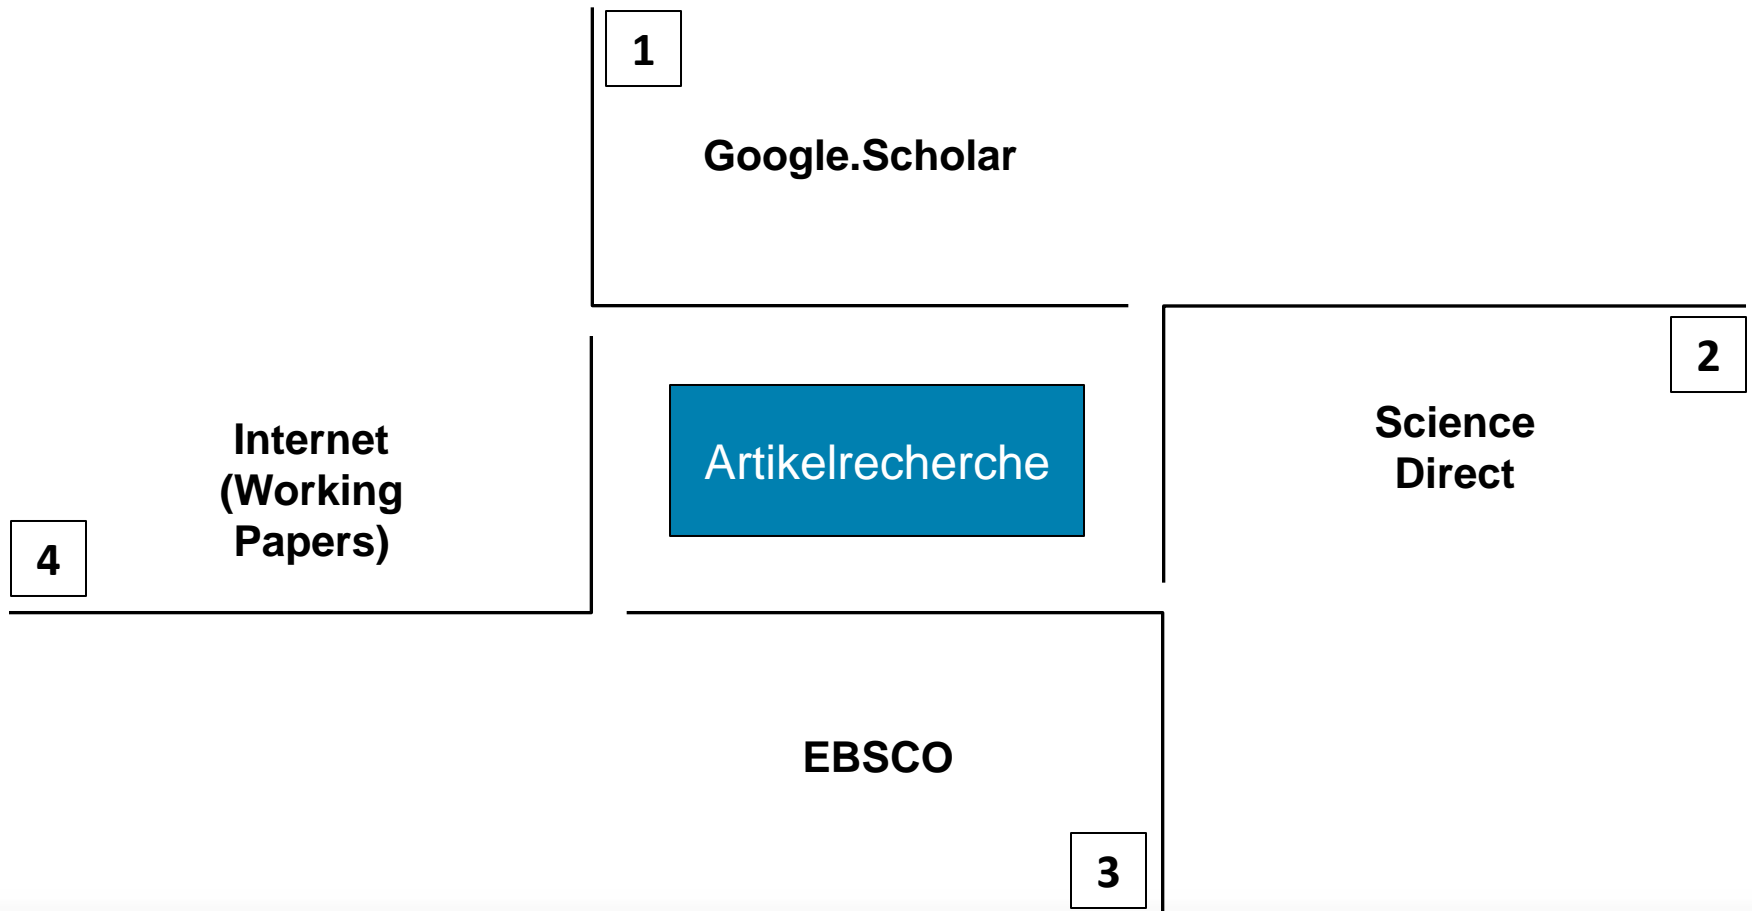 1
Google.Scholar
2
Science
Direct
Artikelrecherche
Internet
(Working
Papers)
4
EBSCO
3